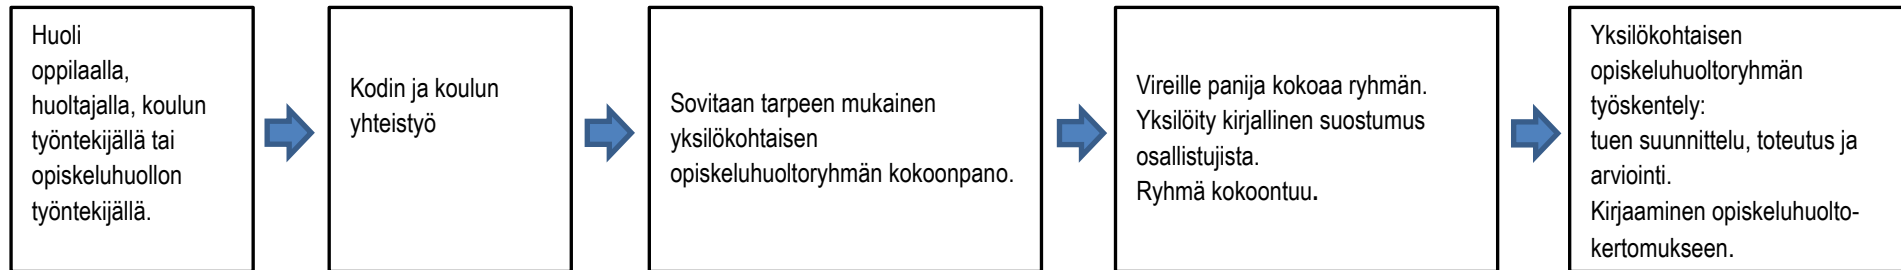 Huoli
oppilaalla,
huoltajalla, koulun
työntekijällä tai
opiskeluhuollon
työntekijällä.
Kodin ja koulun
yhteistyö
Sovitaan tarpeen mukainen
yksilökohtaisen
opiskeluhuoltoryhmän kokoonpano.
Vireille panija kokoaa ryhmän.
Yksilöity kirjallinen suostumus
osallistujista.
Ryhmä kokoontuu.
Yksilökohtaisen
opiskeluhuoltoryhmän
työskentely:
tuen suunnittelu, toteutus ja
arviointi.
Kirjaaminen opiskeluhuolto-
kertomukseen.